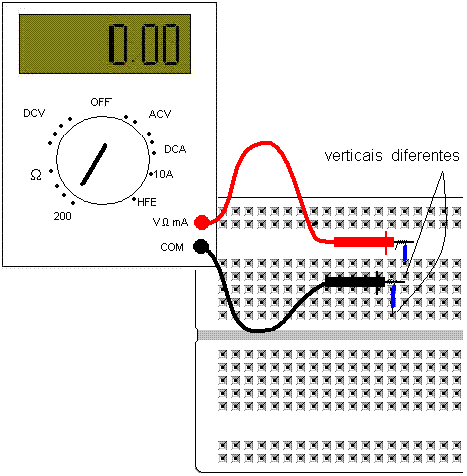 0.00
OFF
DCV
ACV
DCA
Ω
10A
HFE
200
VΩ mA
COM
verticais diferentes